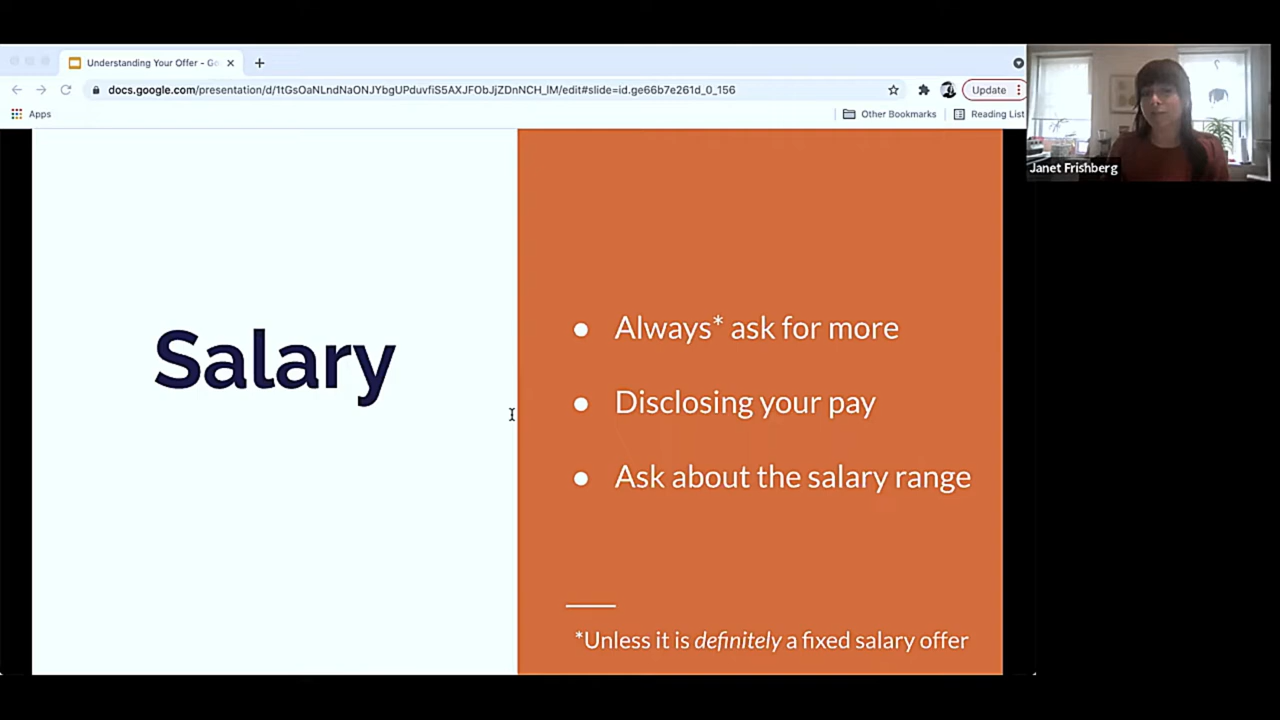 Understanding Your Offer - Go
docs.google.com/presentation/d/1tGsOaNLndNaONJYbgUPduvfiS5AXJFObJjZDnNCH_lM/edit#slide=id.ge66b7e261d_0_156
Update
Apps
Other Bookmarks
Reading List
Janet Frishberg
Salary
● Always* ask for more
● Disclosing your pay
● Ask about the salary range
*Unless it is definitely a fixed salary offer